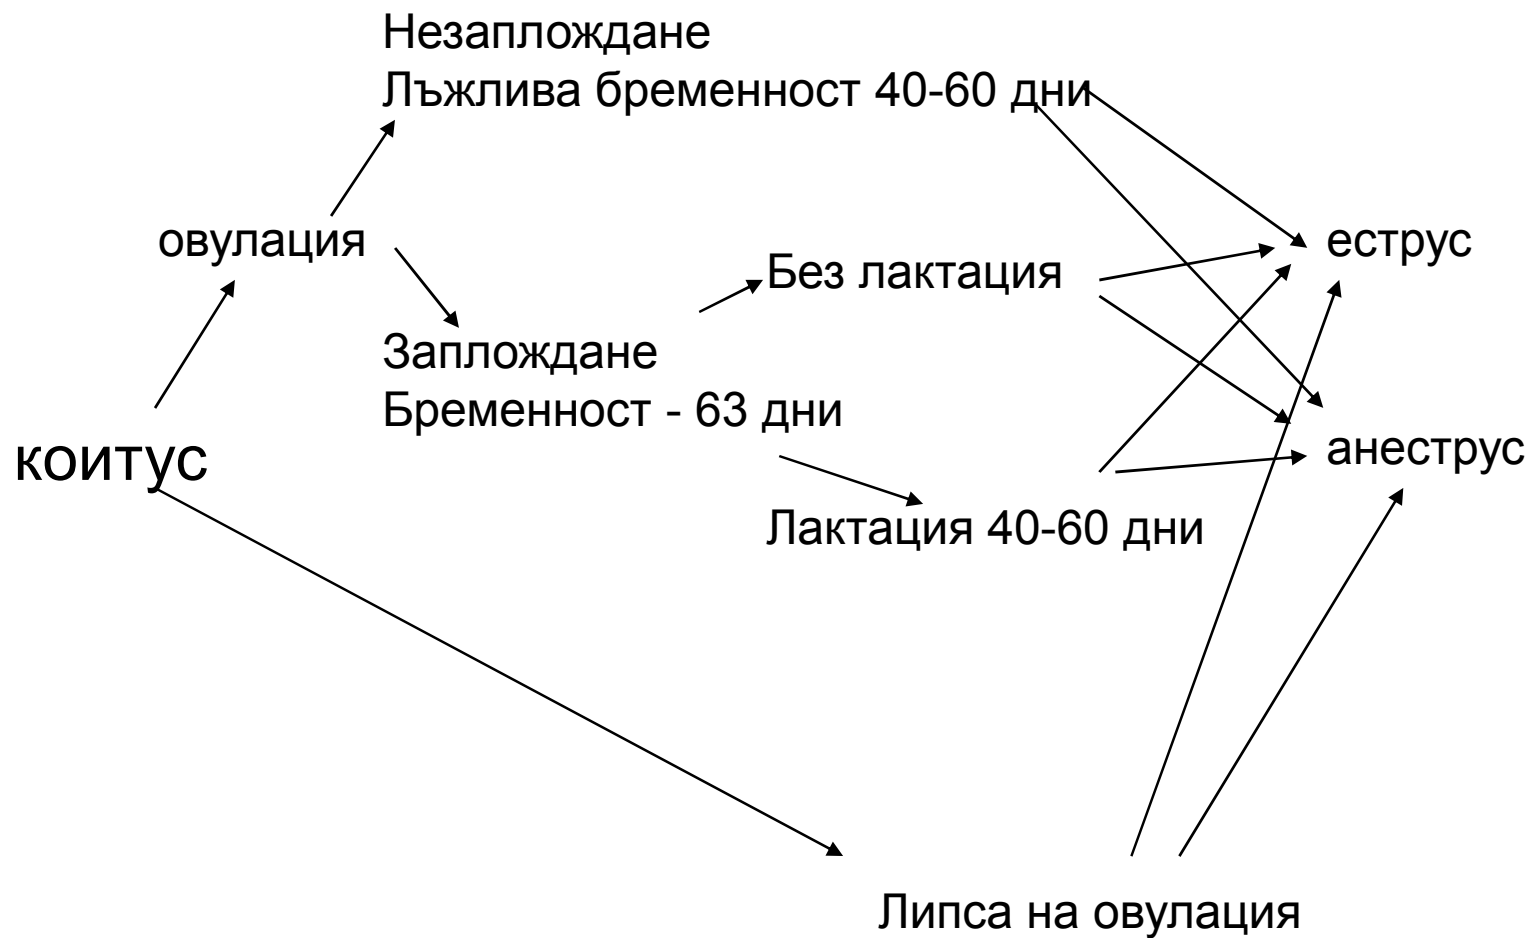 Незаплождане
Лъжлива бременност 40-60 дни
овулация
еструс
Без лактация
Заплождане
Бременност - 63 дни
коитус
анеструс
Лактация 40-60 дни
Липса на овулация